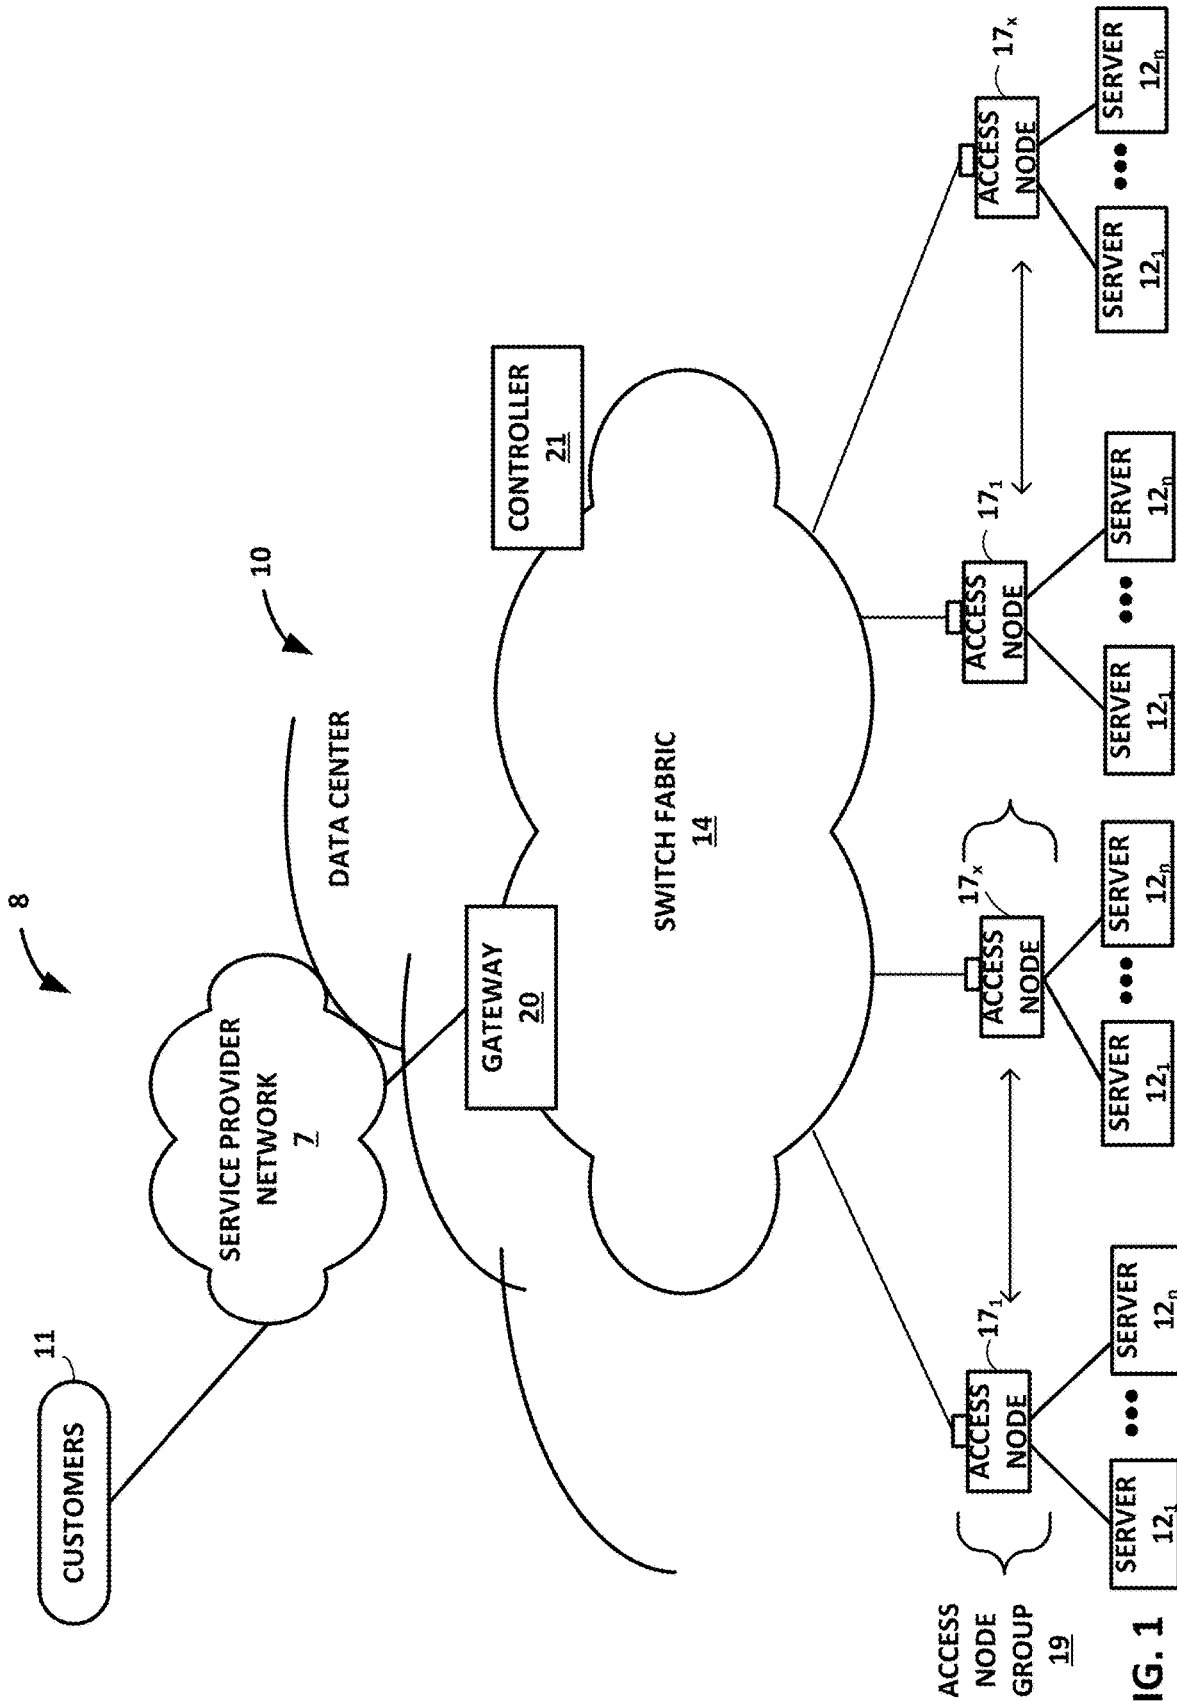 8
CUSTOMERS
11
SERVICE PROVIDER
NETWORK
7
10
DATA CENTER
GATEWAY
20
CONTROLLER
21
SWITCH FABRIC
14
ACCESS
NODE
GROUP
19
ACCESS
NODE
17₁
ACCESS
NODE
17ₓ
ACCESS
NODE
17₁
ACCESS
NODE
17ₓ
SERVER
12₁
SERVER
12ₙ
SERVER
12₁
SERVER
12ₙ
SERVER
12₁
SERVER
12ₙ
SERVER
12₁
SERVER
12ₙ
IG. 1